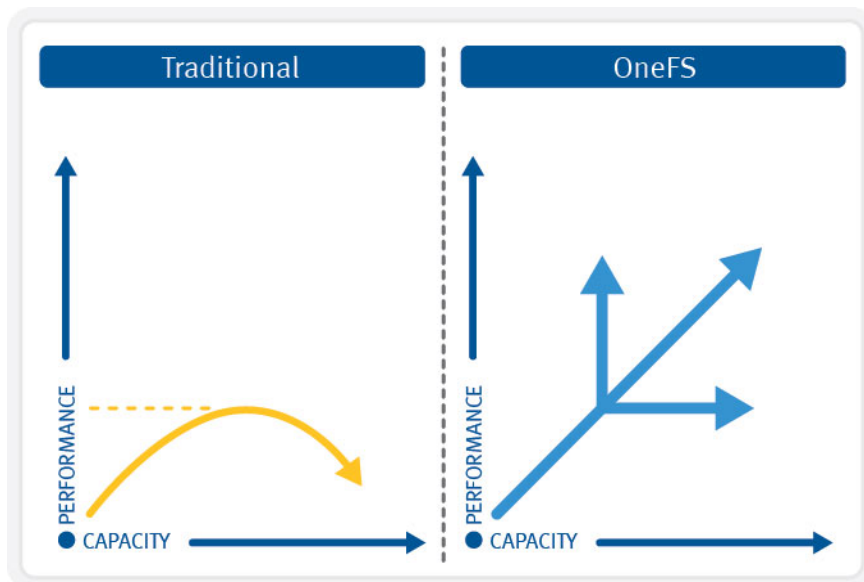 Traditional
PERFORMANCE
CAPACITY
OneFS
PERFORMANCE
CAPACITY